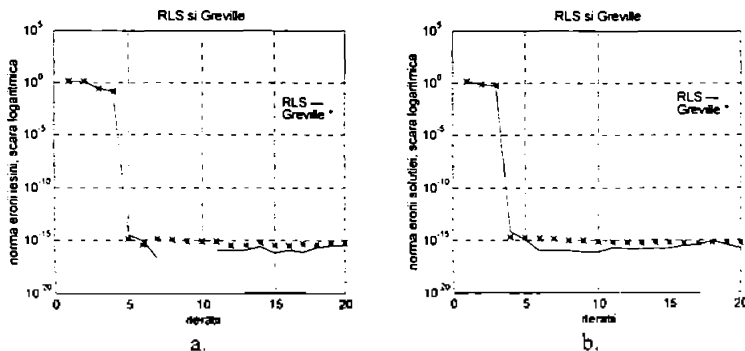 RLS si Greville
norma erorii iesirii, scara logaritmica
10^5
10^0
10^-5
10^-10
10^-15
10^-20
RLS —
Greville *
0 5 10 15 20
iteratii
a.
RLS si Greville
norma erorii solutiei, scara logaritmica
10^5
10^0
10^-5
10^-10
10^-15
10^-20
RLS —
Greville *
0 5 10 15 20
iteratii
b.